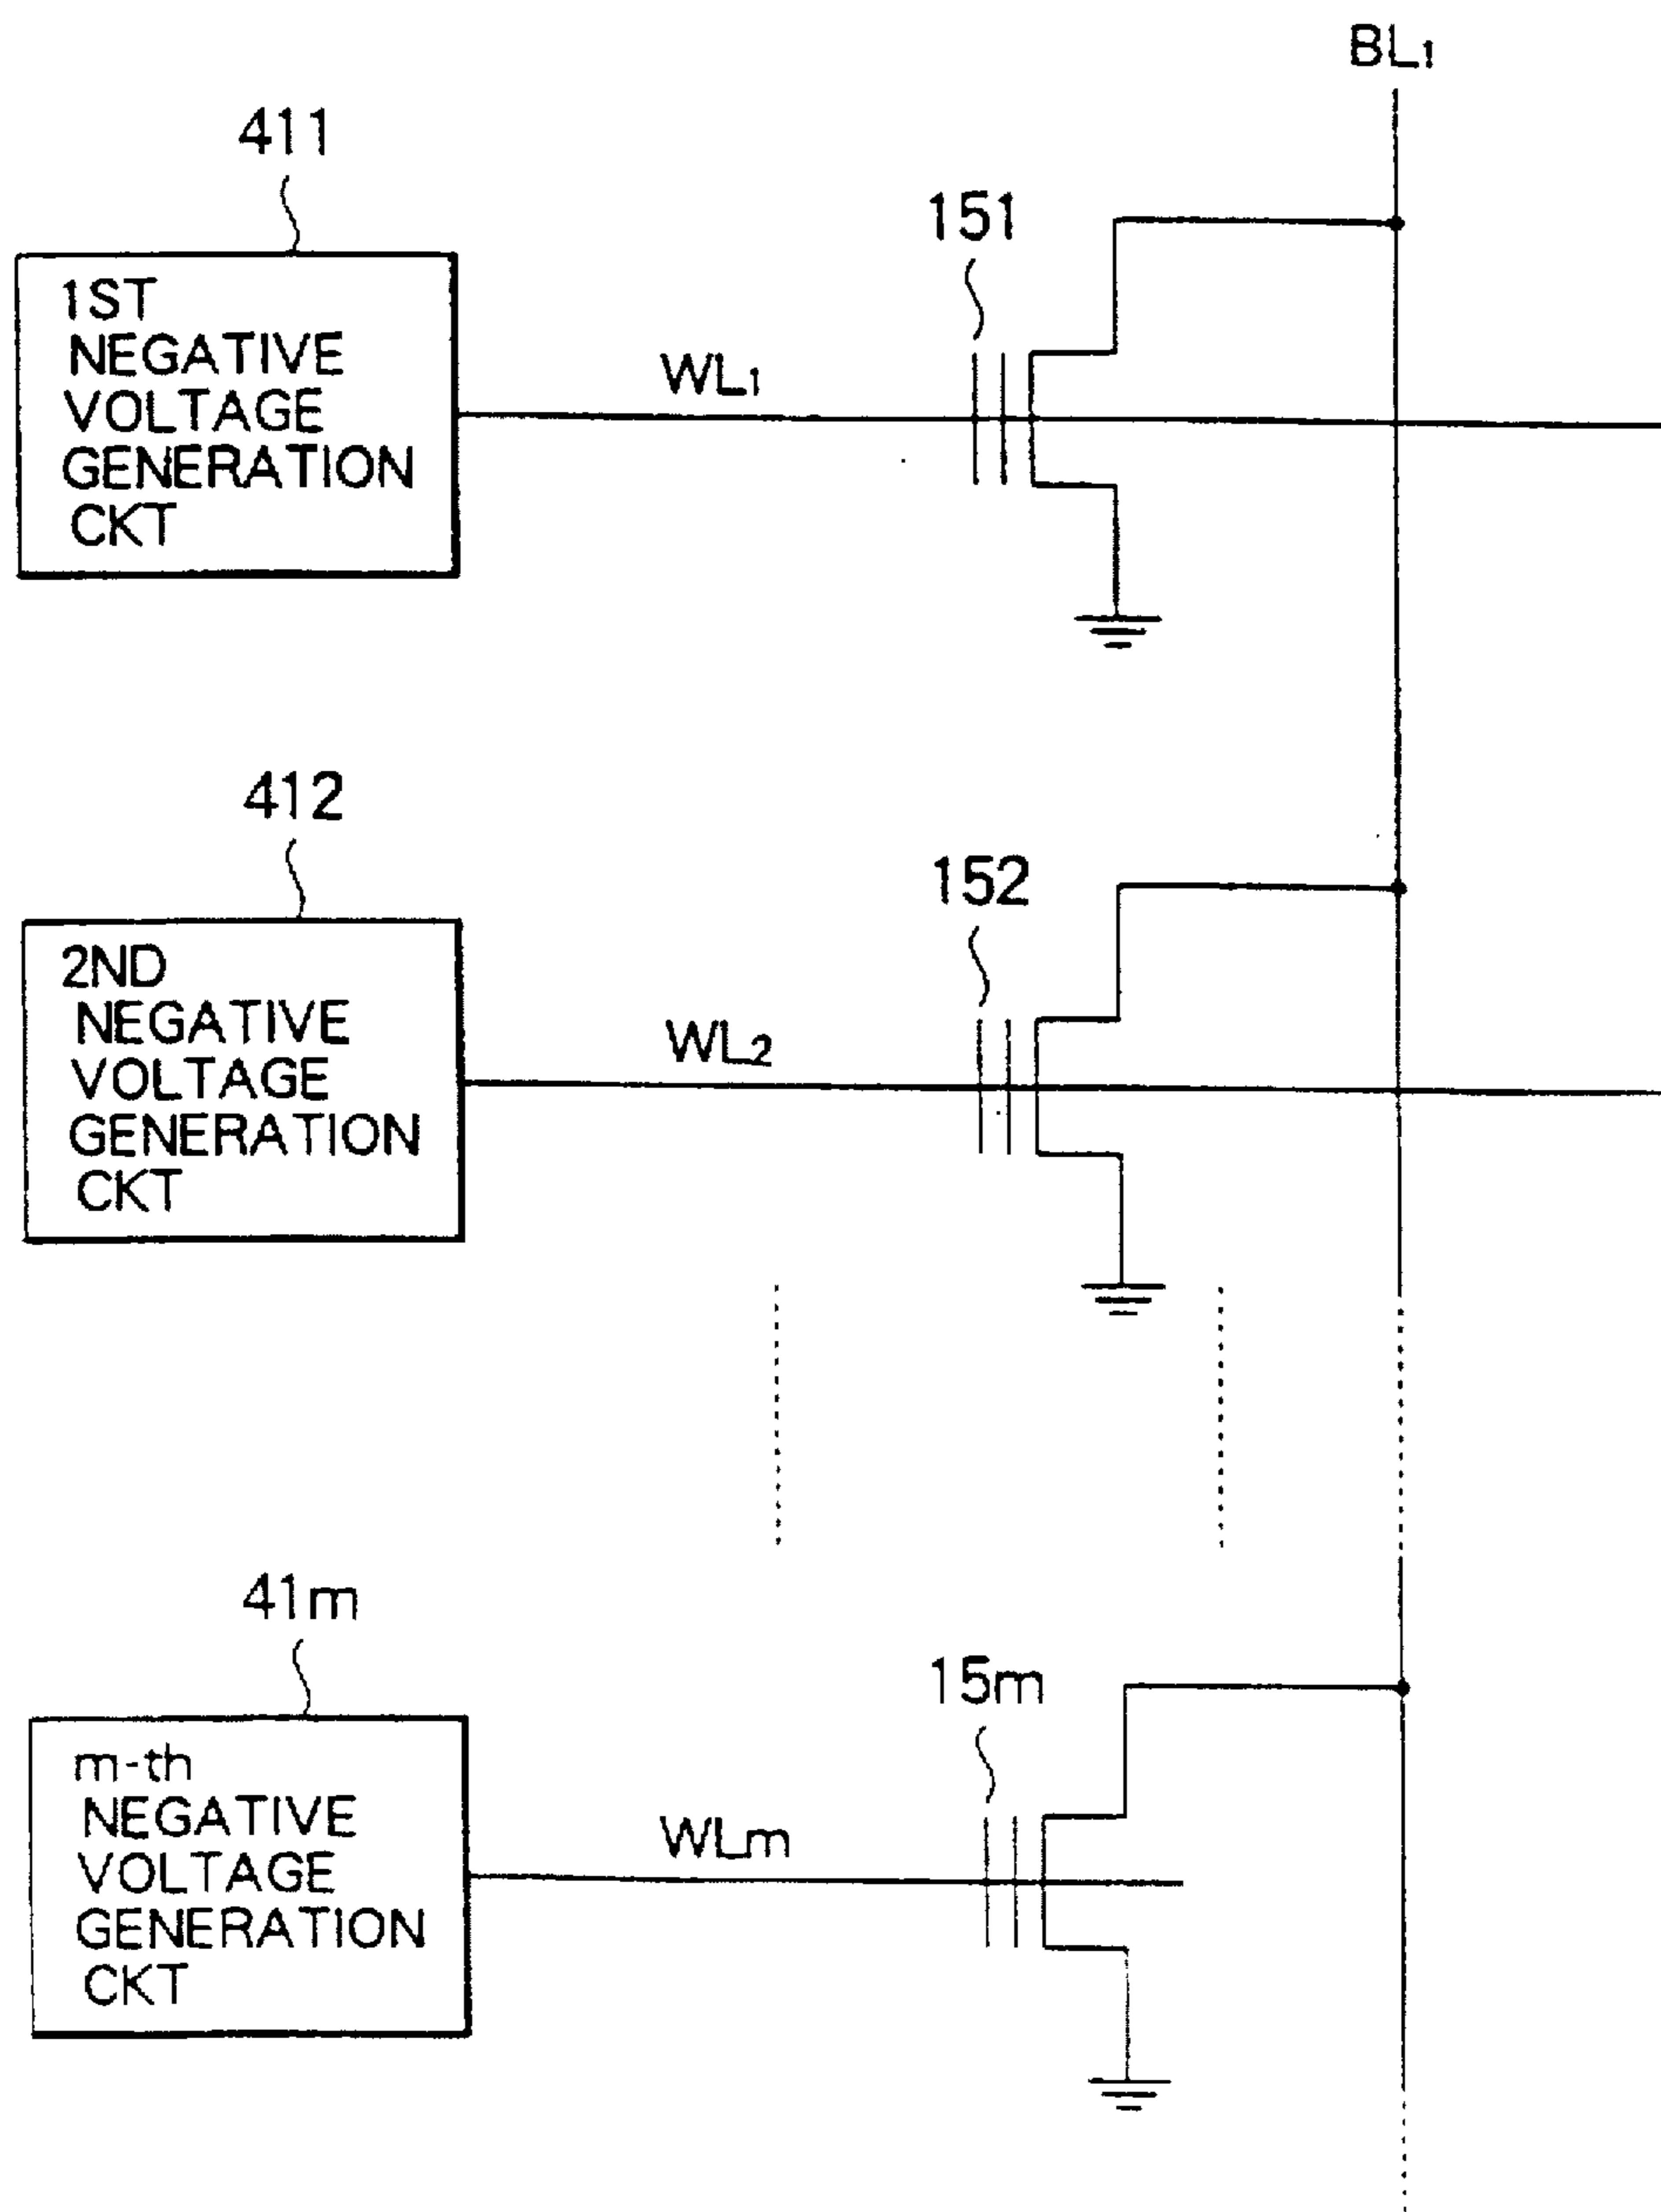 BL1
411
151
1ST
NEGATIVE
VOLTAGE
GENERATION
CKT
WL1
412
152
2ND
NEGATIVE
VOLTAGE
GENERATION
CKT
WL2
41m
15m
m-th
NEGATIVE
VOLTAGE
GENERATION
CKT
WLm